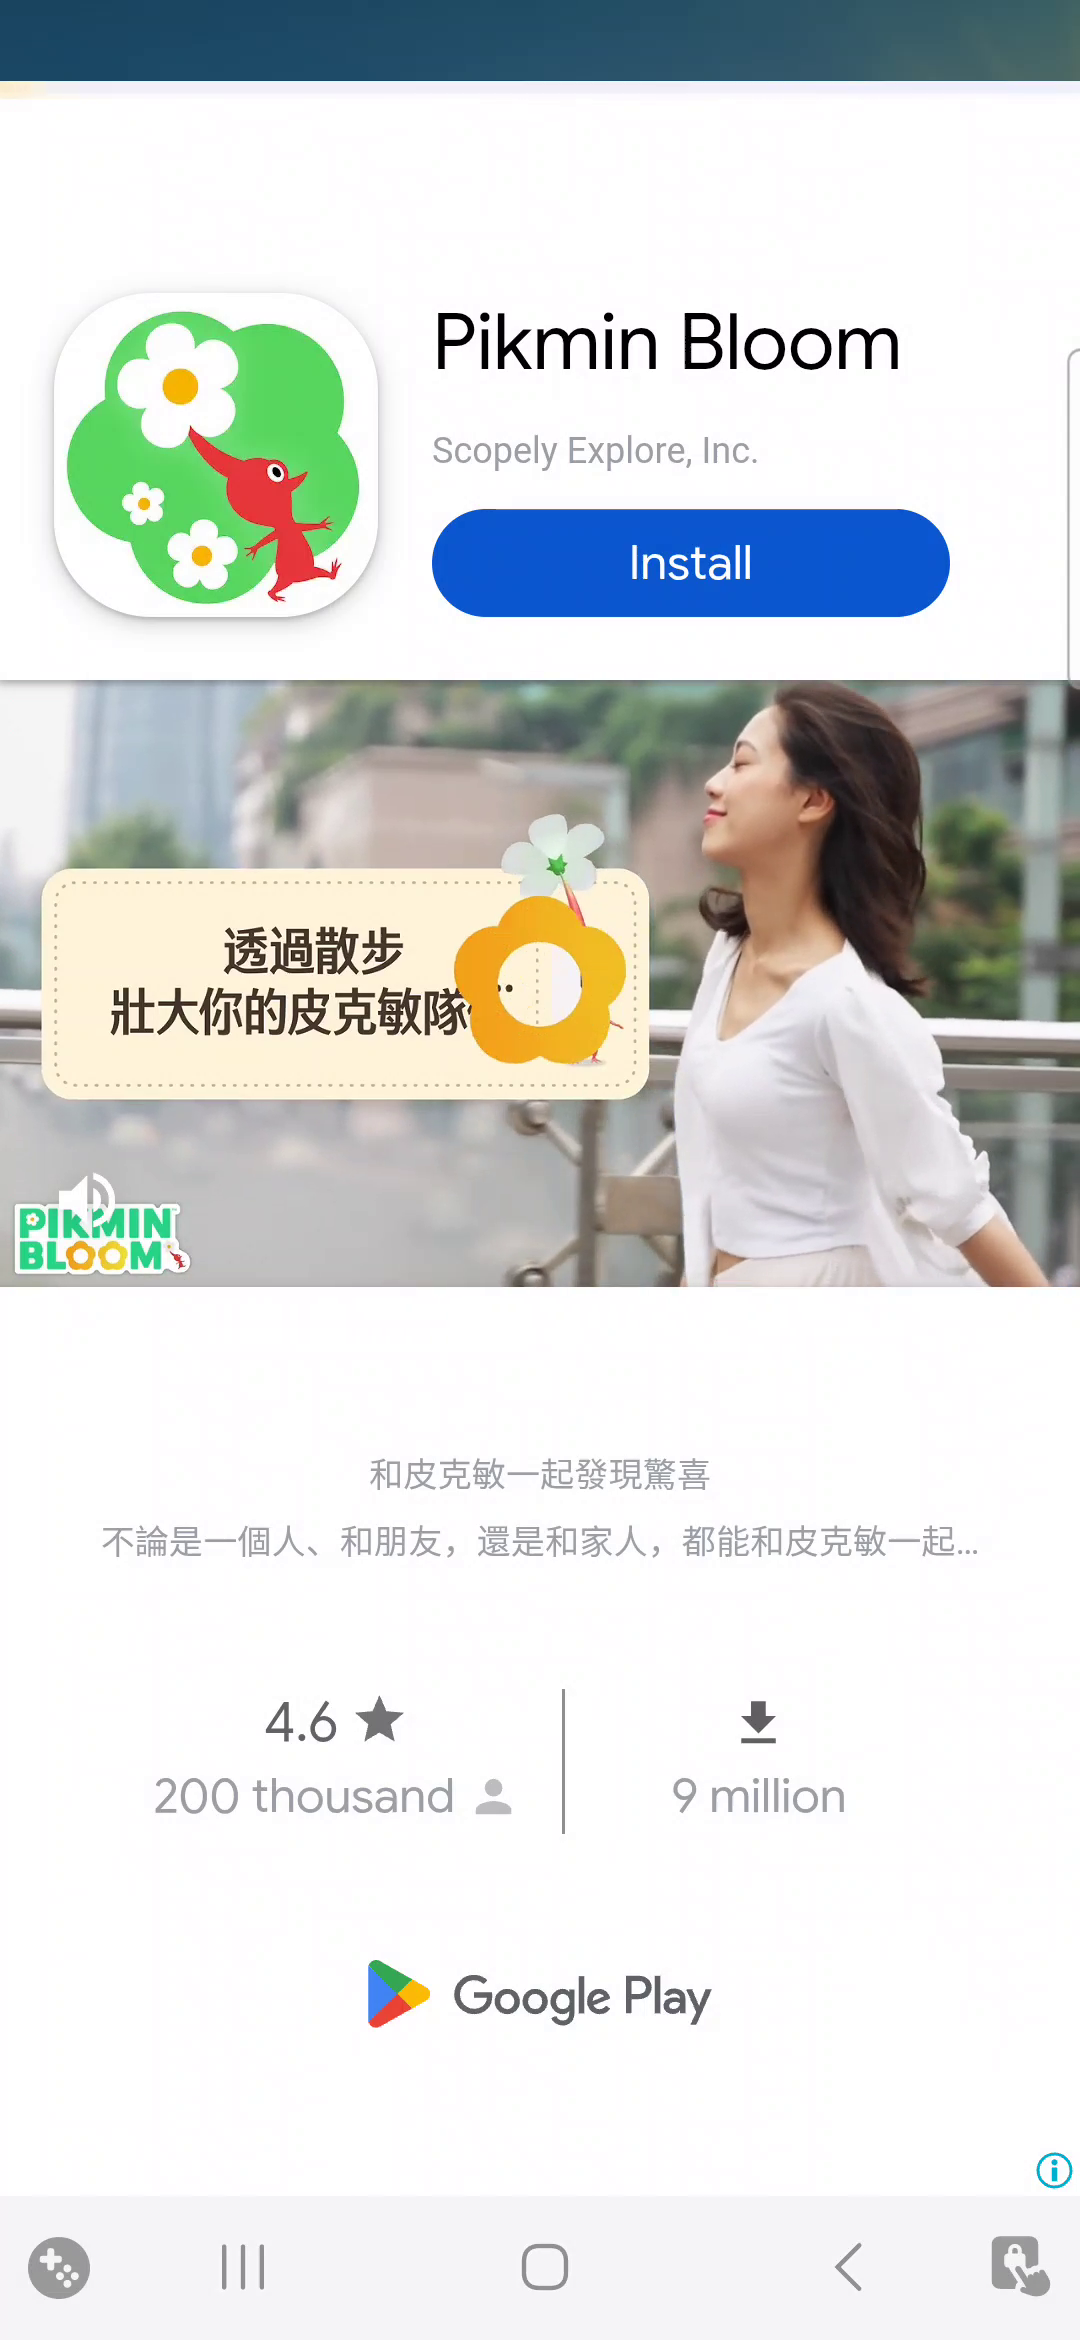 Pikmin Bloom
Scopely Explore, Inc.
Install
透過散步
壯大你的皮克敏隊
PIKMIN
BLOOM
和皮克敏一起發現驚喜
不論是一個人、和朋友，還是和家人，都能和皮克敏一起...
4.6
200 thousand
9 million
Google Play